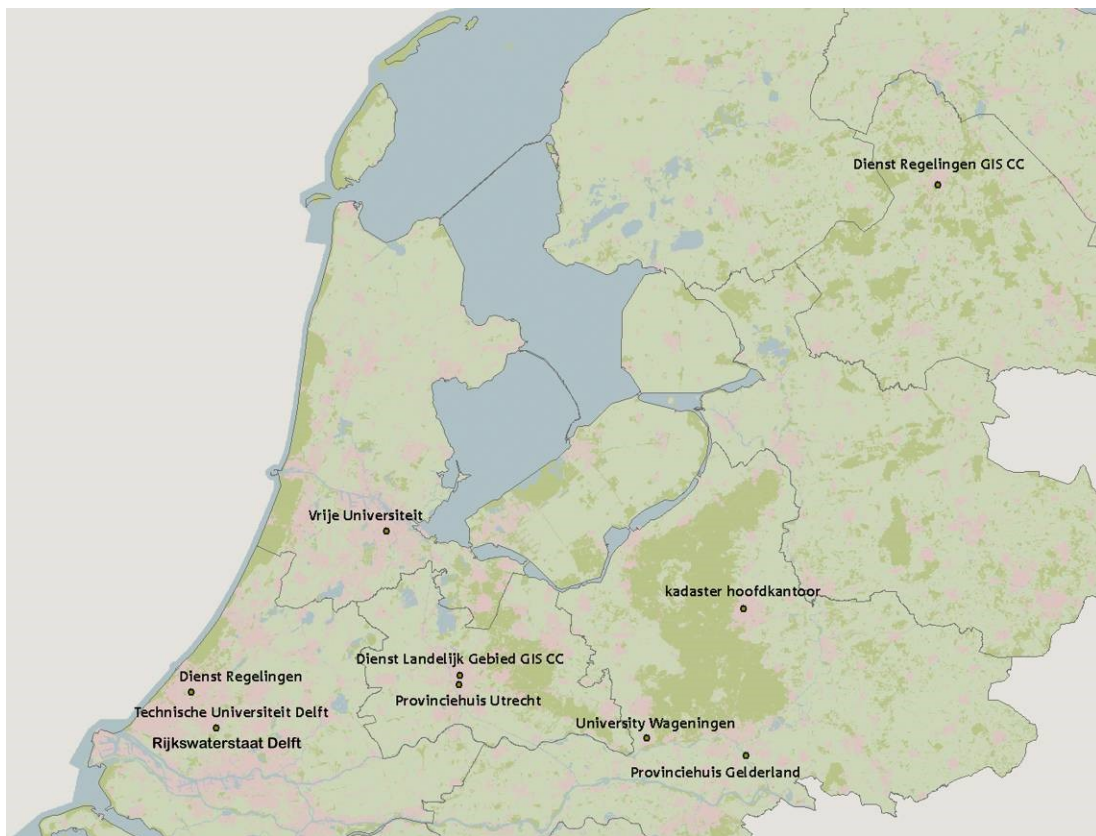 Dienst Regelingen GIS CC
Vrije Universiteit
kadaster hoofdkantoor
Dienst Landelijk Gebied GIS CC
Dienst Regelingen
Provinciehuis Utrecht
Technische Universiteit Delft
University Wageningen
Rijkswaterstaat Delft
Provinciehuis Gelderland